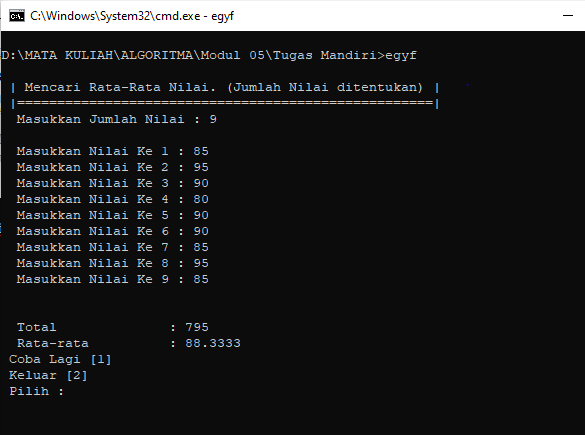 C:\Windows\System32\cmd.exe - egyf
D:\MATA KULIAH\ALGORITMA\Modul 05\Tugas Mandiri>egyf
| Mencari Rata-Rata Nilai. (Jumlah Nilai ditentukan) |
|====================================================|
Masukkan Jumlah Nilai : 9
Masukkan Nilai Ke 1 : 85
Masukkan Nilai Ke 2 : 95
Masukkan Nilai Ke 3 : 90
Masukkan Nilai Ke 4 : 80
Masukkan Nilai Ke 5 : 90
Masukkan Nilai Ke 6 : 90
Masukkan Nilai Ke 7 : 85
Masukkan Nilai Ke 8 : 95
Masukkan Nilai Ke 9 : 85
Total : 795
Rata-rata : 88.3333
Coba Lagi [1]
Keluar [2]
Pilih :